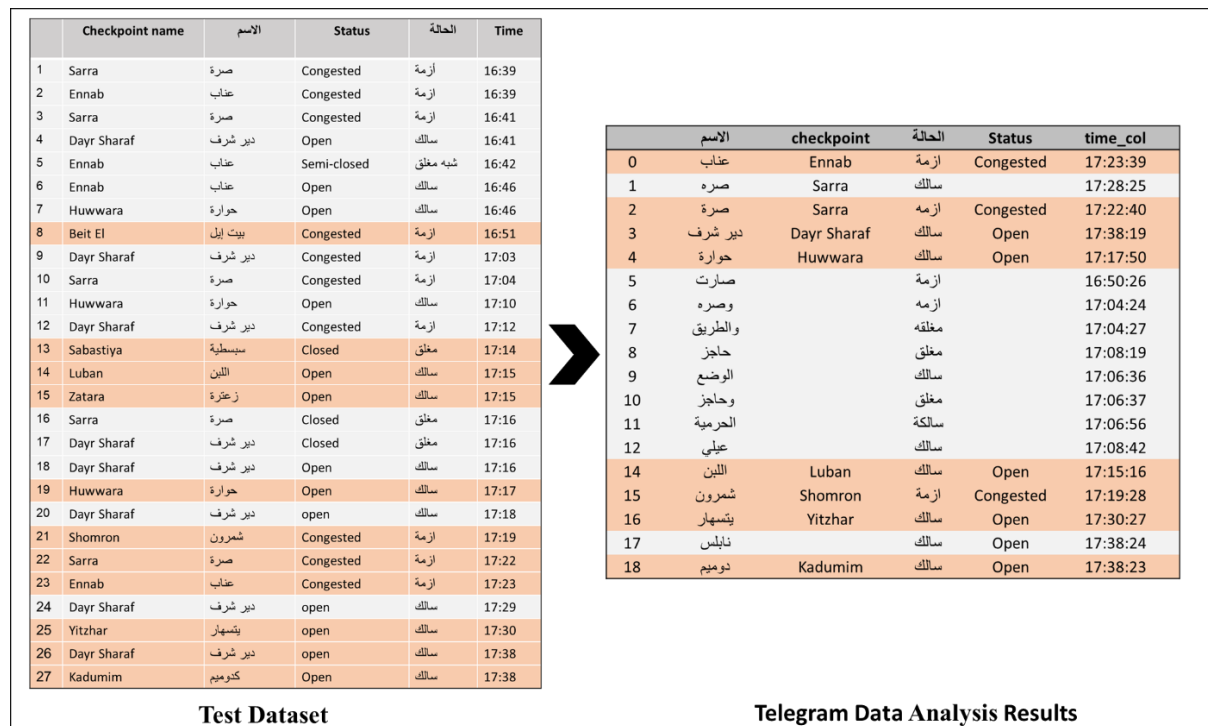 Checkpoint name الاسم Status الحالة Time
1 Sarra صرة Congested أزمة 16:39
2 Ennab عناب Congested ازمة 16:39
3 Sarra صرة Congested ازمة 16:41
4 Dayr Sharaf دير شرف Open سالك 16:41
5 Ennab عناب Semi-closed شبه مغلق 16:42
6 Ennab عناب Open سالك 16:46
7 Huwwara حوارة Open سالك 16:46
8 Beit El بيت إيل Congested ازمة 16:51
9 Dayr Sharaf دير شرف Congested ازمة 17:03
10 Sarra صرة Congested ازمة 17:04
11 Huwwara حوارة Open سالك 17:10
12 Dayr Sharaf دير شرف Congested ازمة 17:12
13 Sabastiya سبسطية Closed مغلق 17:14
14 Luban اللبن Open سالك 17:15
15 Zatara زعترة Open سالك 17:15
16 Sarra صرة Closed مغلق 17:16
17 Dayr Sharaf دير شرف Closed مغلق 17:16
18 Dayr Sharaf دير شرف Open سالك 17:16
19 Huwwara حوارة Open سالك 17:17
20 Dayr Sharaf دير شرف open سالك 17:18
21 Shomron شمرون Congested ازمة 17:19
22 Sarra صرة Congested ازمة 17:22
23 Ennab عناب Congested ازمة 17:23
24 Dayr Sharaf دير شرف open سالك 17:29
25 Yitzhar يتسهار open سالك 17:30
26 Dayr Sharaf دير شرف open سالك 17:38
27 Kadumim كدوميم Open سالك 17:38
Test Dataset
الاسم checkpoint الحالة Status time_col
0 عناب Ennab ازمة Congested 17:23:39
1 صره Sarra سالك 17:28:25
2 صرة Sarra ازمه Congested 17:22:40
3 دير شرف Dayr Sharaf سالك Open 17:38:19
4 حوارة Huwwara سالك Open 17:17:50
5 صارت ازمة 16:50:26
6 وصره ازمه 17:04:24
7 والطريق مغلقه 17:04:27
8 حاجز مغلق 17:08:19
9 الوضع سالك 17:06:36
10 وحاجز مغلق 17:06:37
11 الحرمية سالكة 17:06:56
12 عيلي سالك 17:08:42
14 اللبن Luban سالك Open 17:15:16
15 شمرون Shomron ازمة Congested 17:19:28
16 يتسهار Yitzhar سالك Open 17:30:27
17 نابلس سالك Open 17:38:24
18 دوميم Kadumim سالك Open 17:38:23
Telegram Data Analysis Results